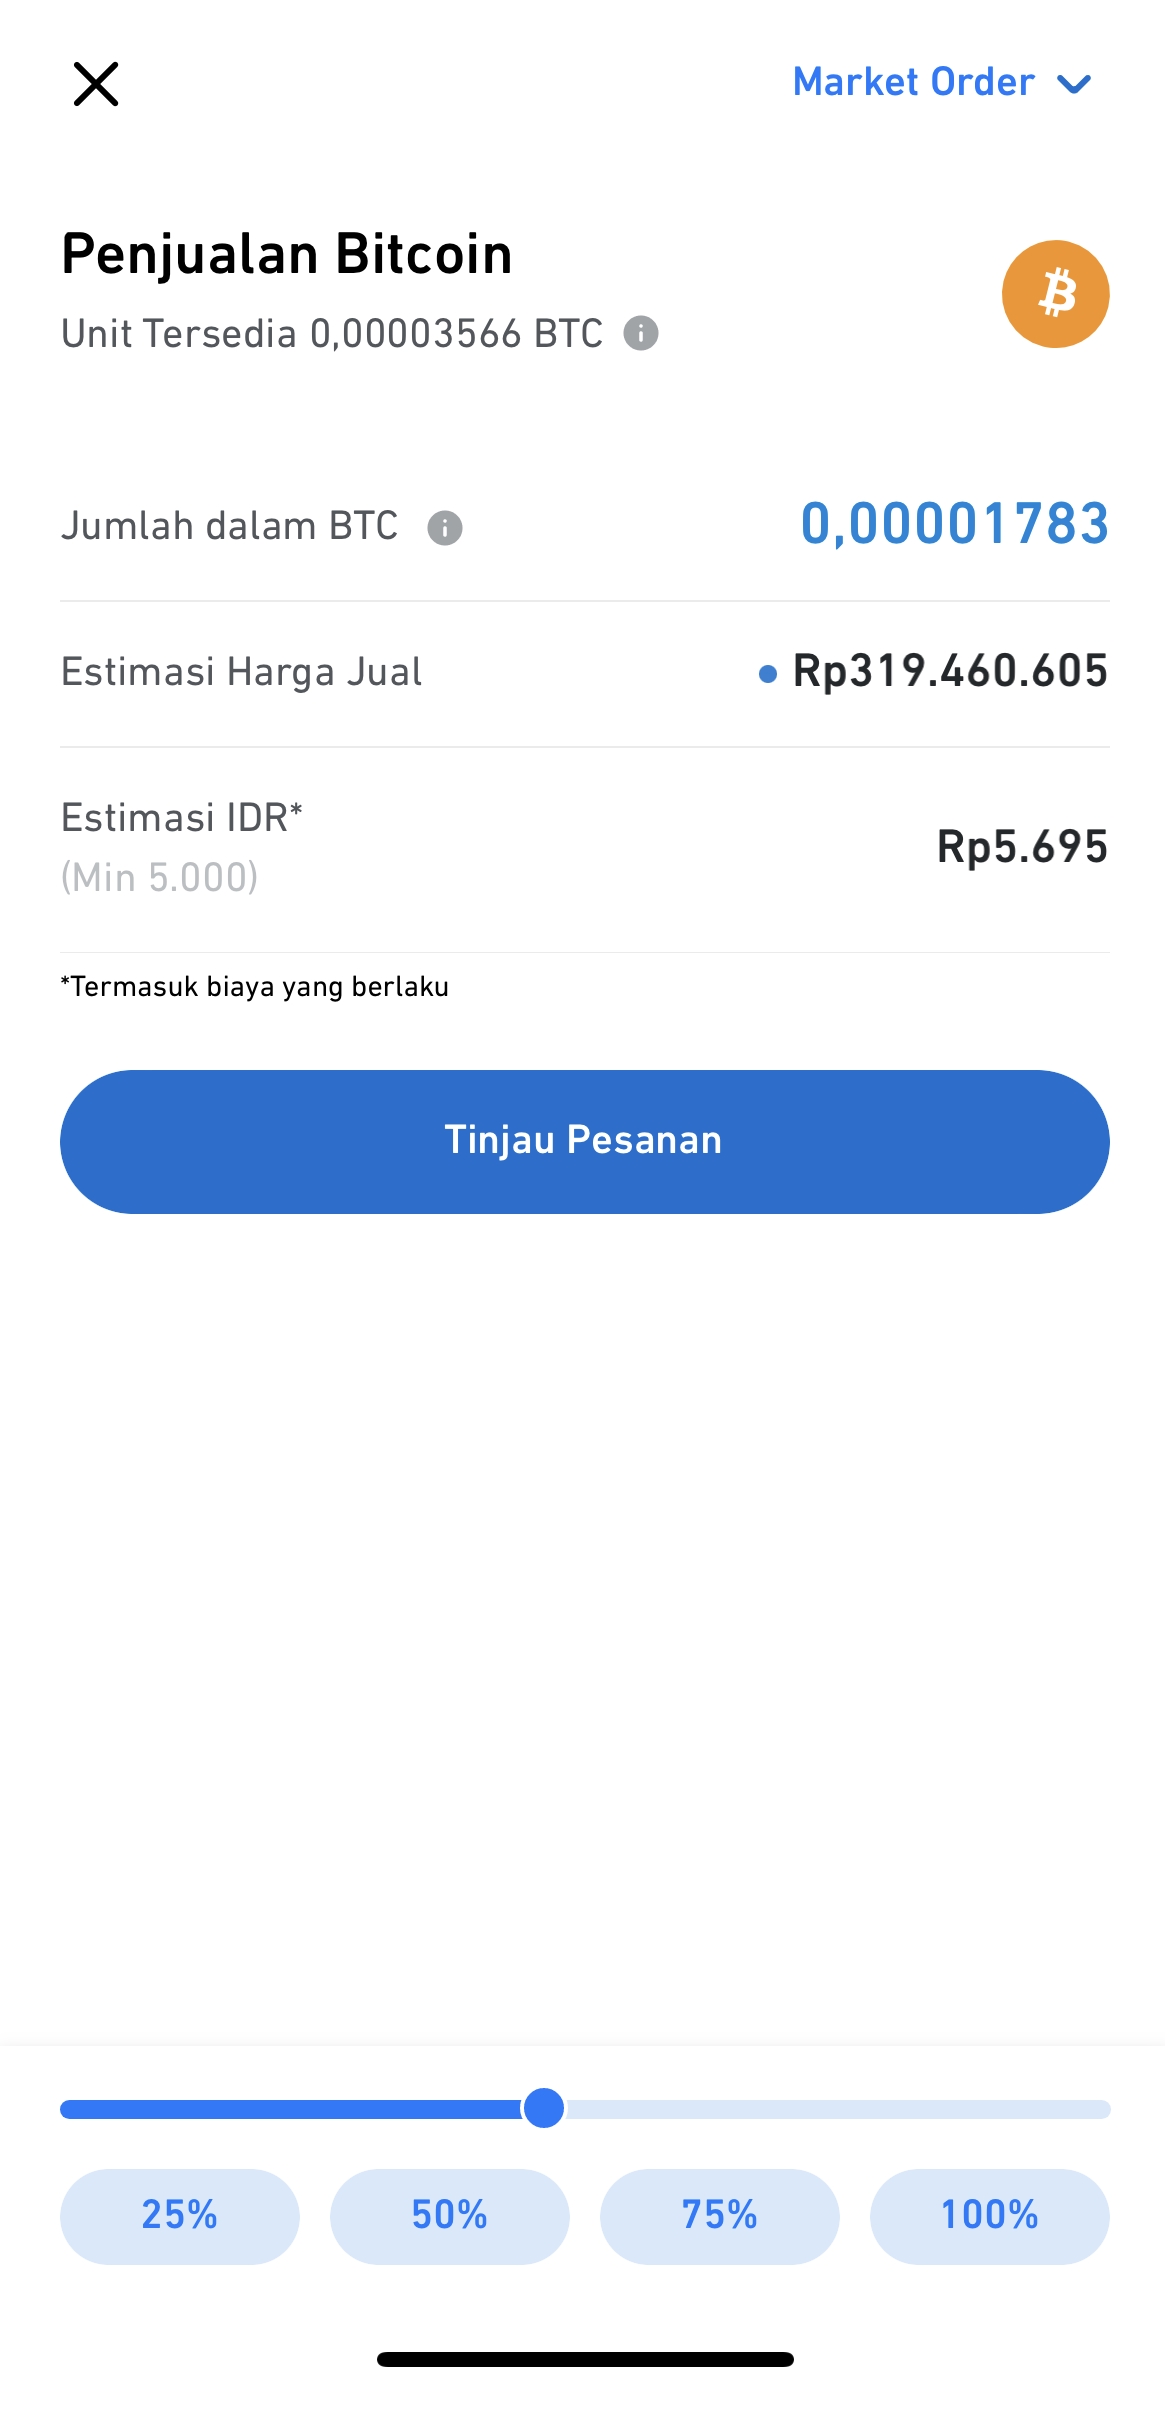 Market Order
Penjualan Bitcoin
Unit Tersedia 0,00003566 BTC
Jumlah dalam BTC 0,00001783
Estimasi Harga Jual Rp319.460.605
Estimasi IDR*
(Min 5.000)
Rp5.695
*Termasuk biaya yang berlaku
Tinjau Pesanan
25% 50% 75% 100%